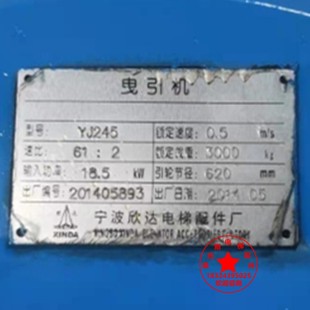 曳引机
型号: YJ245 额定速度: 0.5 m/s
速比: 61:2 额定载重: 3000 kg
输入功率: 18.5 kW 引轮节径: 620 mm
出厂编号: 201405893 出厂日期: 2014.05
XINDA 宁波欣达电梯配件厂